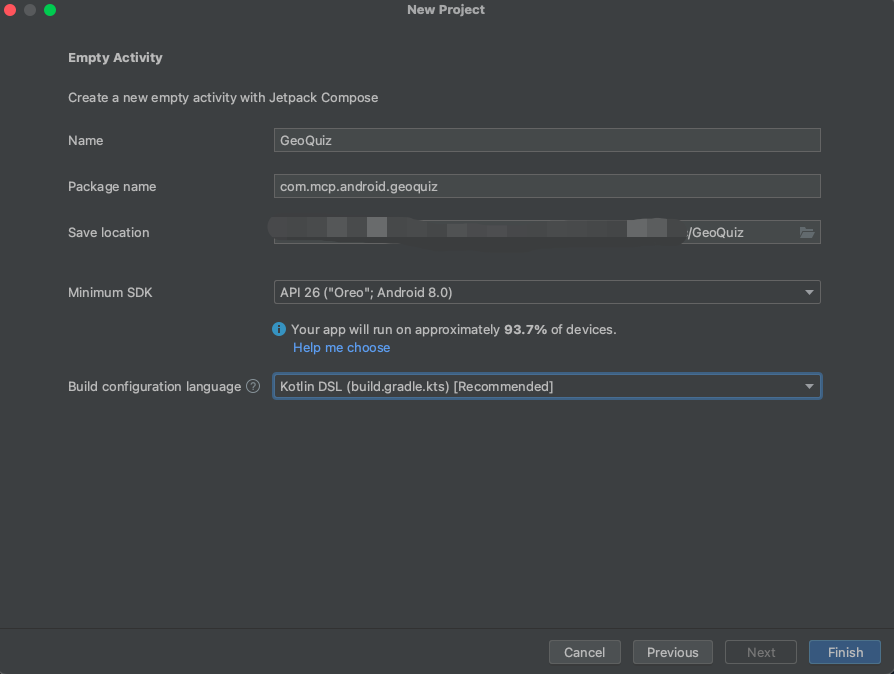 New Project
Empty Activity
Create a new empty activity with Jetpack Compose
Name GeoQuiz
Package name com.mcp.android.geoquiz
Save location /GeoQuiz
Minimum SDK API 26 ("Oreo"; Android 8.0)
Your app will run on approximately 93.7% of devices.
Help me choose
Build configuration language ? Kotlin DSL (build.gradle.kts) [Recommended]
Cancel Previous Next Finish